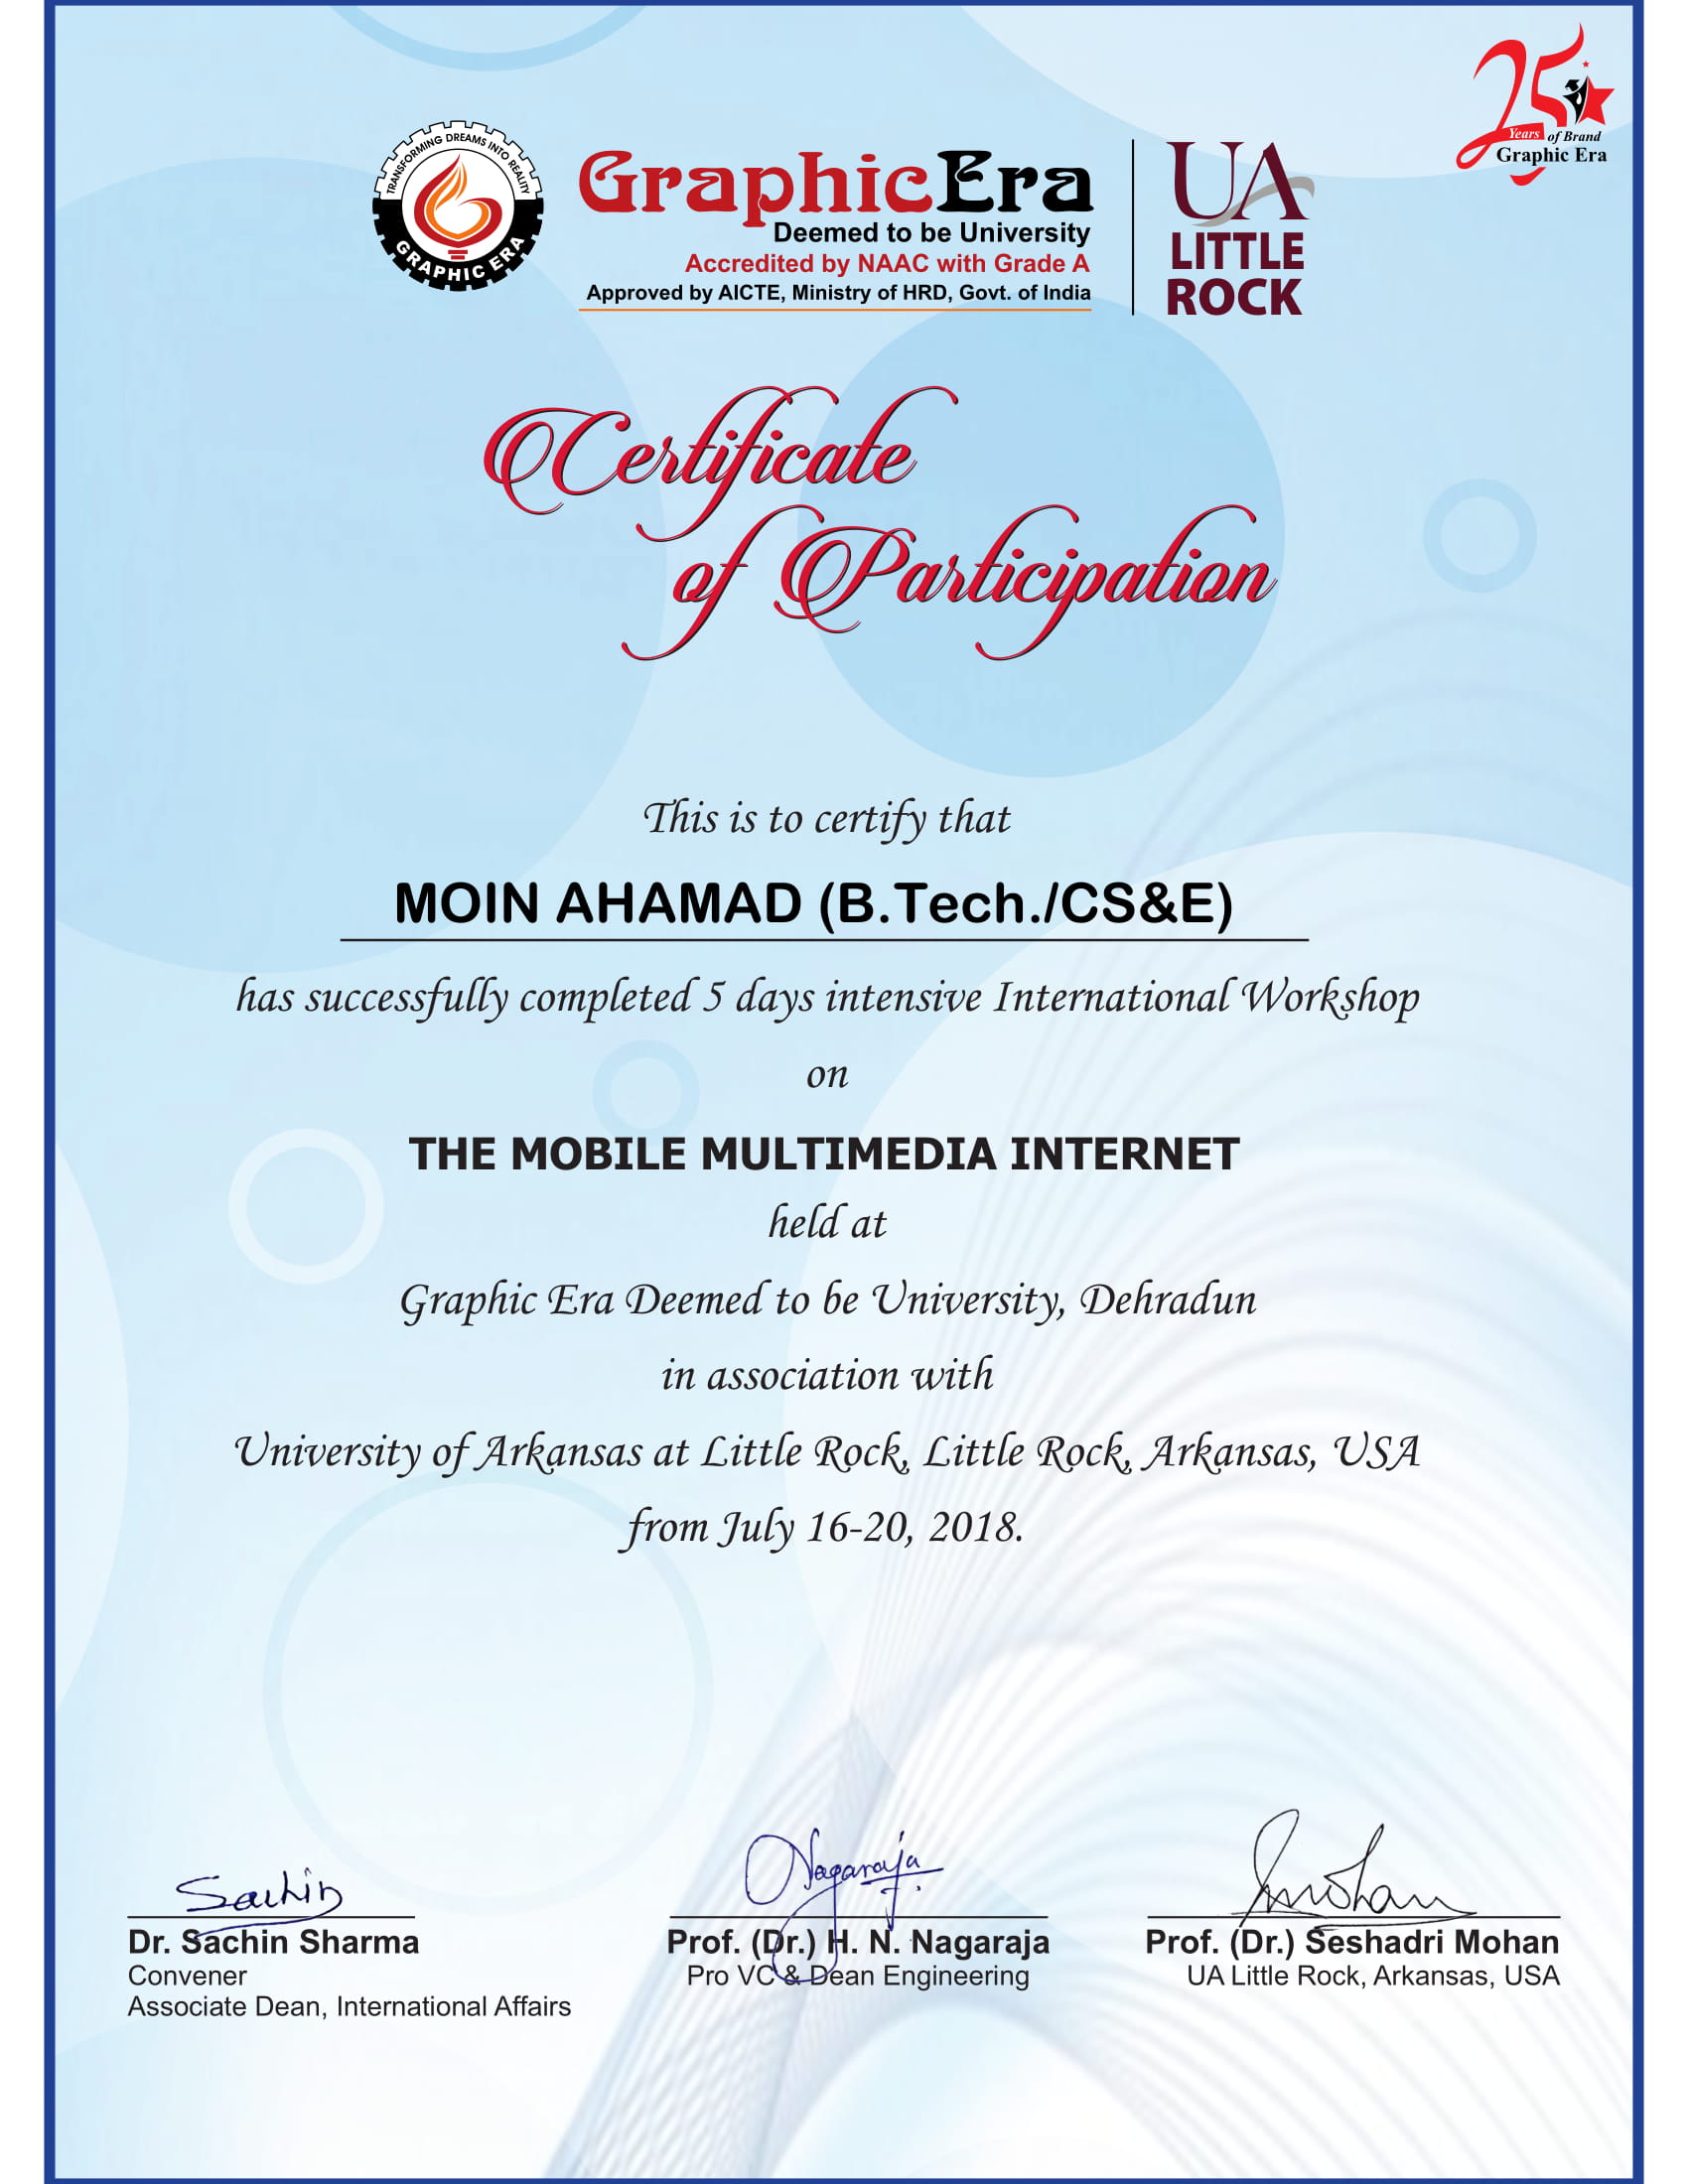 25
Years of Brand
Graphic Era
TRANSFORMING DREAMS INTO REALITY
GRAPHIC ERA
GraphicEra
Deemed to be University
Accredited by NAAC with Grade A
Approved by AICTE, Ministry of HRD, Govt. of India
UA
LITTLE
ROCK
Certificate
of Participation
This is to certify that
MOIN AHAMAD (B.Tech./CS&E)
has successfully completed 5 days intensive International Workshop
on
THE MOBILE MULTIMEDIA INTERNET
held at
Graphic Era Deemed to be University, Dehradun
in association with
University of Arkansas at Little Rock, Little Rock, Arkansas, USA
from July 16-20, 2018.
Sachin
Nagaraja
Dr. Sachin Sharma
Convener
Associate Dean, International Affairs
Prof. (Dr.) H. N. Nagaraja
Pro VC & Dean Engineering
Prof. (Dr.) Seshadri Mohan
UA Little Rock, Arkansas, USA